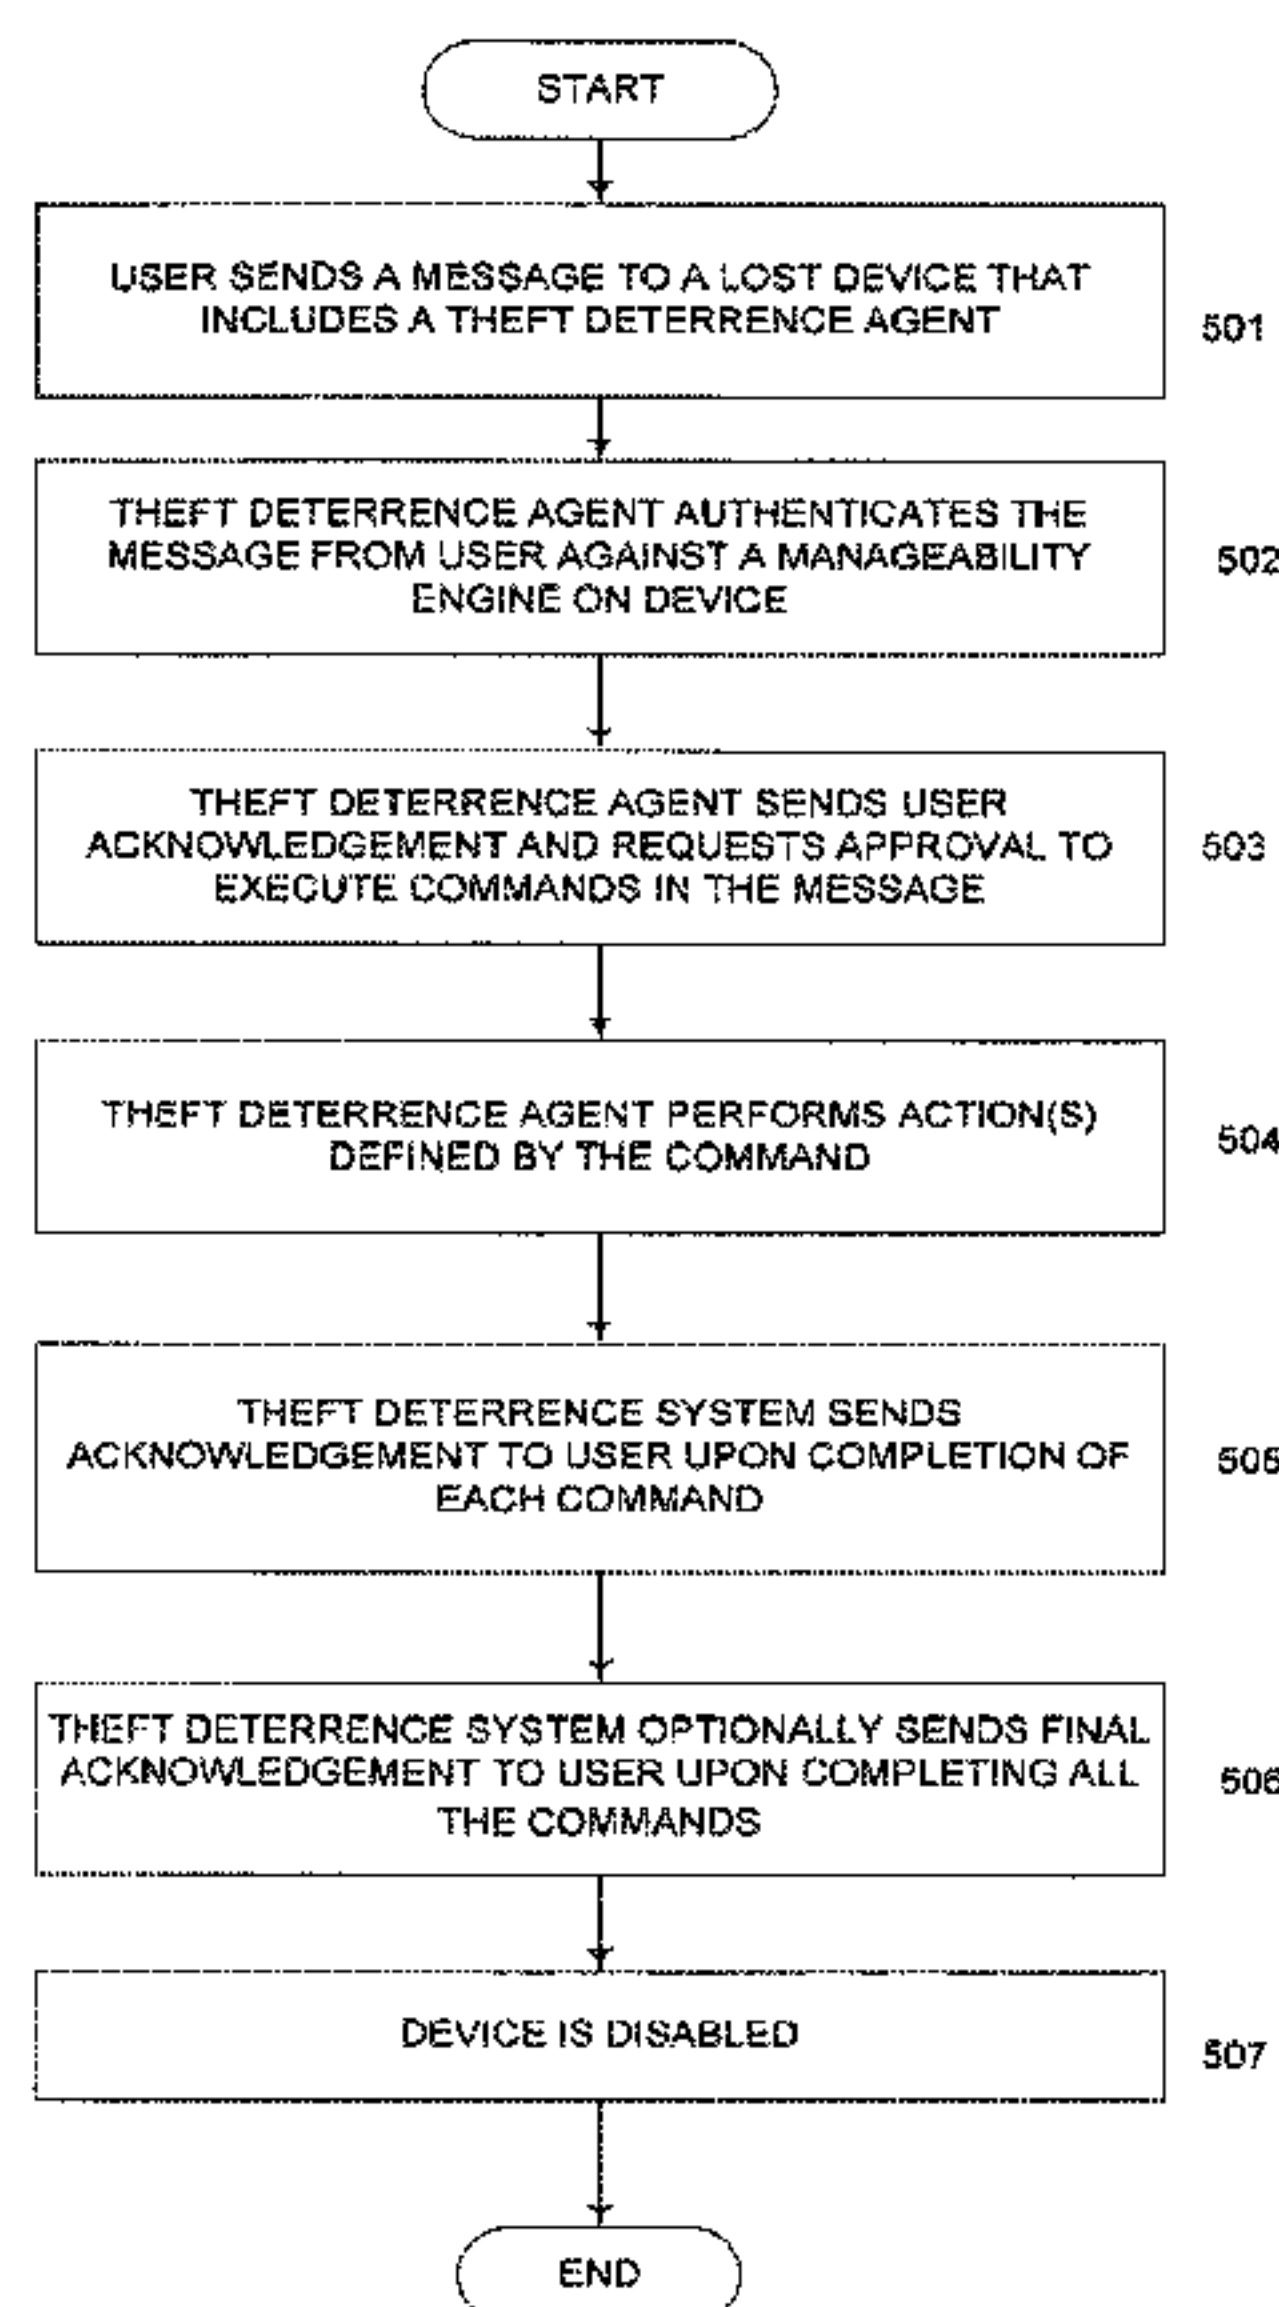 START
USER SENDS A MESSAGE TO A LOST DEVICE THAT
INCLUDES A THEFT DETERRENCE AGENT
501
THEFT DETERRENCE AGENT AUTHENTICATES THE
MESSAGE FROM USER AGAINST A MANAGEABILITY
ENGINE ON DEVICE
502
THEFT DETERRENCE AGENT SENDS USER
ACKNOWLEDGEMENT AND REQUESTS APPROVAL TO
EXECUTE COMMANDS IN THE MESSAGE
503
THEFT DETERRENCE AGENT PERFORMS ACTION(S)
DEFINED BY THE COMMAND
504
THEFT DETERRENCE SYSTEM SENDS
ACKNOWLEDGEMENT TO USER UPON COMPLETION OF
EACH COMMAND
505
THEFT DETERRENCE SYSTEM OPTIONALLY SENDS FINAL
ACKNOWLEDGEMENT TO USER UPON COMPLETING ALL
THE COMMANDS
506
DEVICE IS DISABLED
507
END